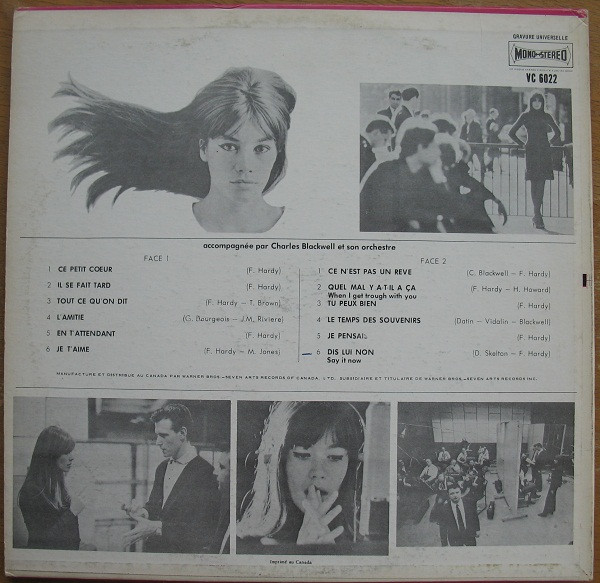 GRAVURE UNIVERSELLE
MONO-STEREO
VC 6022
accompagnée par Charles Blackwell et son orchestre
FACE 1
1 CE PETIT COEUR (F. Hardy)
2 IL SE FAIT TARD (F. Hardy)
3 TOUT CE QU'ON DIT (F. Hardy – T. Brown)
4 L'AMITIE (G. Bourgeois – J.M. Riviere)
5 EN T'ATTENDANT (F. Hardy)
6 JE T'AIME (F. Hardy – M. Jones)
FACE 2
1 CE N'EST PAS UN REVE (C. Blackwell – F. Hardy)
2 QUEL MAL Y A-T-IL A ÇA (F. Hardy – H. Howard)
When I get trough with you
3 TU PEUX BIEN (F. Hardy)
4 LE TEMPS DES SOUVENIRS (Datin – Vidalin – Blackwell)
5 JE PENSAIS (F. Hardy)
6 DIS LUI NON (D. Skelton – F. Hardy)
Say it now
MANUFACTURE ET DISTRIBUE AU CANADA PAR WARNER BROS–SEVEN ARTS RECORDS OF CANADA, LTD. SUBSIDIAIRE ET TITULAIRE DE WARNER BROS–SEVEN ARTS RECORDS INC.
Imprimé au Canada